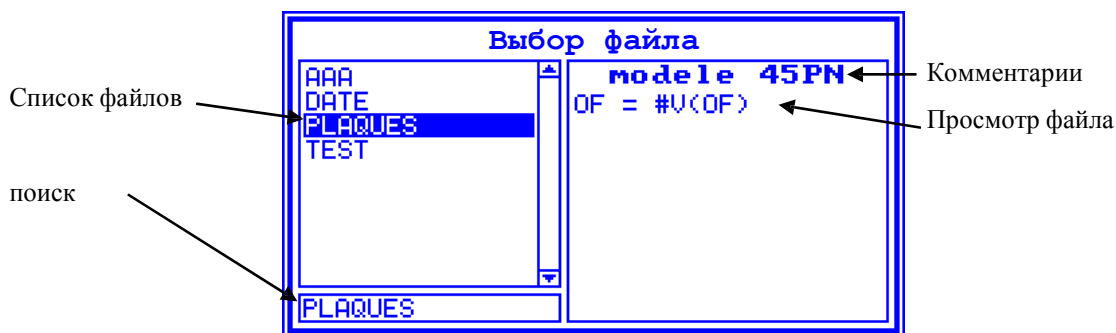 Выбор файла
AAA
DATE
PLAQUES
TEST
PLAQUES
modele 45PN
OF = #V(OF)
Список файлов
поиск
Комментарии
Просмотр файла